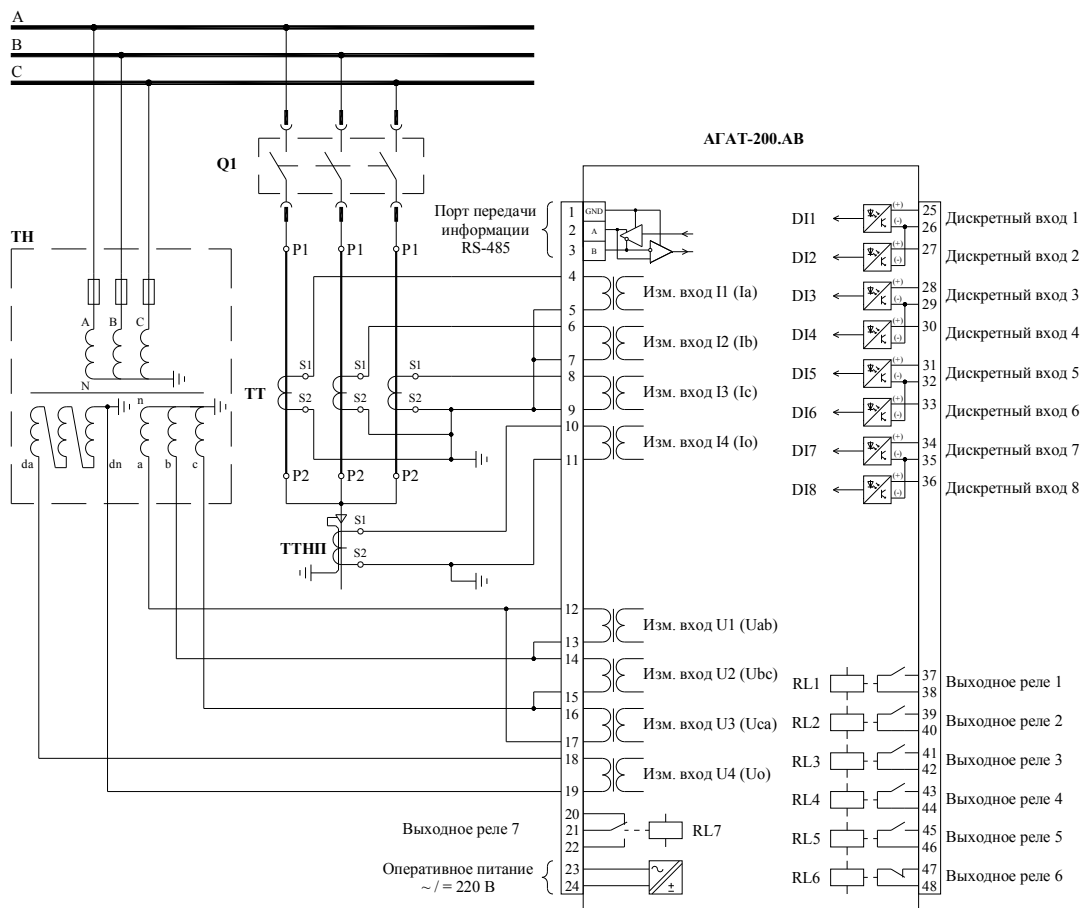 A
B
C
АГАТ-200.АВ
Q1
Порт передачи
информации
RS-485
1 GND
2 A
3 B
ТН
A B C
N
n
da dn a b c
P1 P1 P1
ТТ
S1 S1 S1
S2 S2 S2
P2 P2 P2
ТТНП
S1
S2
4
5
Изм. вход I1 (Ia)
6
7
Изм. вход I2 (Ib)
8
9
Изм. вход I3 (Ic)
10
11
Изм. вход I4 (Io)
12
13
Изм. вход U1 (Uab)
14
15
Изм. вход U2 (Ubc)
16
17
Изм. вход U3 (Uca)
18
19
Изм. вход U4 (Uo)
Выходное реле 7
20
21
22
RL7
Оперативное питание
~ / = 220 В
23
24
~
±
DI1 (+) (-) 25 26 Дискретный вход 1
DI2 27 Дискретный вход 2
DI3 (+) (-) 28 29 Дискретный вход 3
DI4 (+) (-) 30 Дискретный вход 4
DI5 (+) (-) 31 32 Дискретный вход 5
DI6 (+) (-) 33 Дискретный вход 6
DI7 (+) (-) 34 35 Дискретный вход 7
DI8 (+) (-) 36 Дискретный вход 8
RL1 37 38 Выходное реле 1
RL2 39 40 Выходное реле 2
RL3 41 42 Выходное реле 3
RL4 43 44 Выходное реле 4
RL5 45 46 Выходное реле 5
RL6 47 48 Выходное реле 6